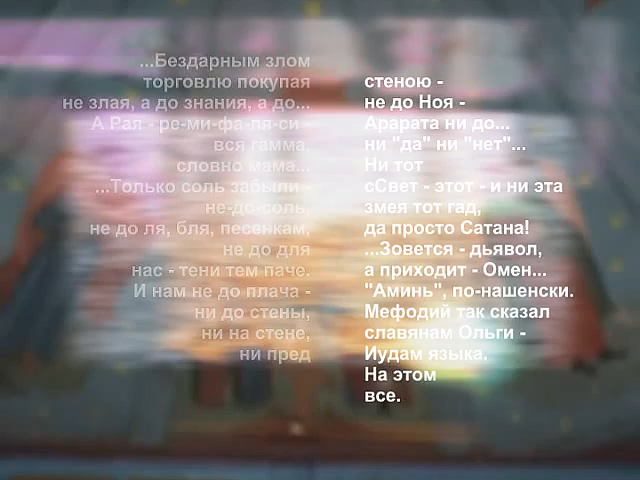 ...Бездарным злом
торговлю покупая
не злая, а до знания, а до...
А Рая - ре-ми-фа-ля-си -
вся гамма,
словно мама...
...Только соль забыли -
не-до-соль,
не до ля, бля, песенкам,
не до для
нас - тени тем паче.
И нам не до плача -
ни до стены,
ни на стене,
ни пред
стеною -
не до Ноя -
Арарата ни до...
ни "да" ни "нет"...
Ни тот
сСвет - этот - и ни эта
змея тот гад,
да просто Сатана!
...Зовется - дьявол,
а приходит - Омен...
"Аминь", по-нашенски.
Мефодий так сказал
славянам Ольги -
Иудам языка.
На этом
все.